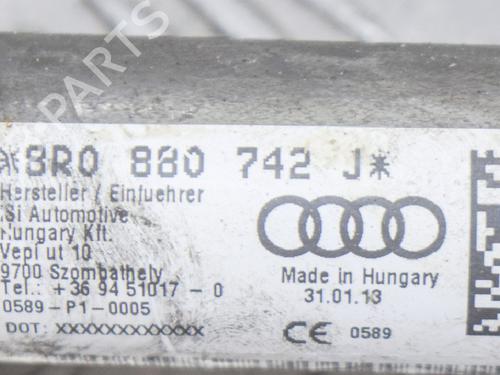 *8R0 880 742 J*
Hersteller / Einfuehrer
iSi Automotive
Hungary Kft.
Vepi ut 10
9700 Szombathely
Tel.: +36 94 51017 - 0
0589-P1-0005
DOT: XXXXXXXXXXXX
Made in Hungary
31.01.13
CE 0589
B-PARTS